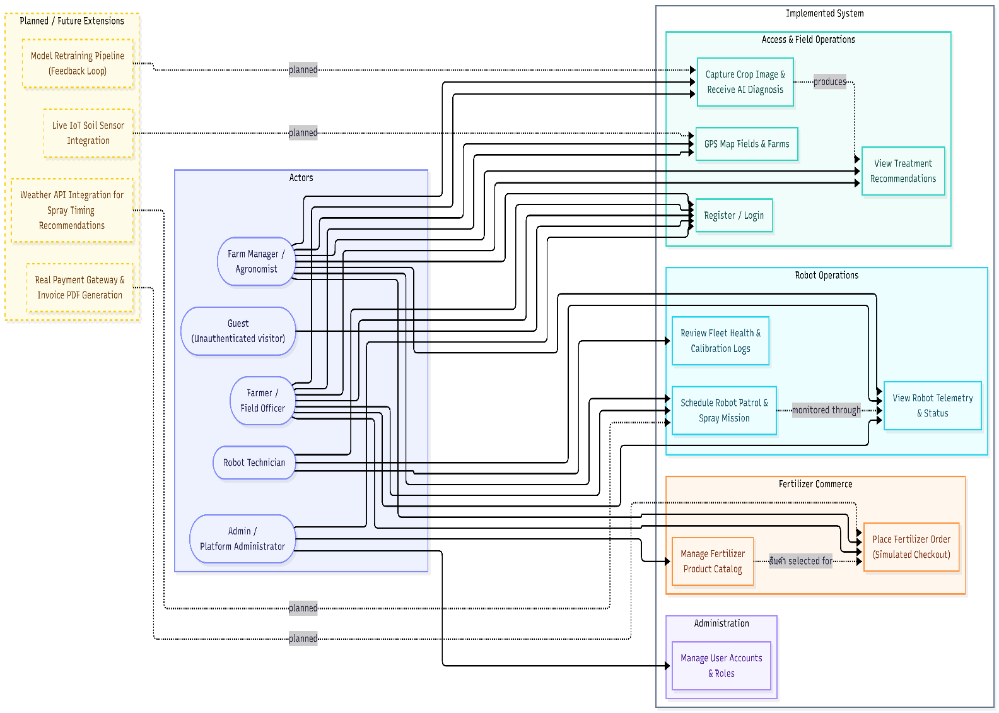 Planned / Future Extensions
Model Retraining Pipeline
(Feedback Loop)
Live IoT Soil Sensor
Integration
Weather API Integration for
Spray Timing
Recommendations
Real Payment Gateway &
Invoice PDF Generation
planned
planned
planned
planned
Actors
Farm Manager /
Agronomist
Guest
(Unauthenticated visitor)
Farmer /
Field Officer
Robot Technician
Admin /
Platform Administrator
Implemented System
Access & Field Operations
Capture Crop Image &
Receive AI Diagnosis
produces
GPS Map Fields & Farms
View Treatment
Recommendations
Register / Login
Robot Operations
Review Fleet Health &
Calibration Logs
Schedule Robot Patrol &
Spray Mission
monitored through
View Robot Telemetry
& Status
Fertilizer Commerce
Manage Fertilizer
Product Catalog
สินค้า selected for
Place Fertilizer Order
(Simulated Checkout)
Administration
Manage User Accounts
& Roles